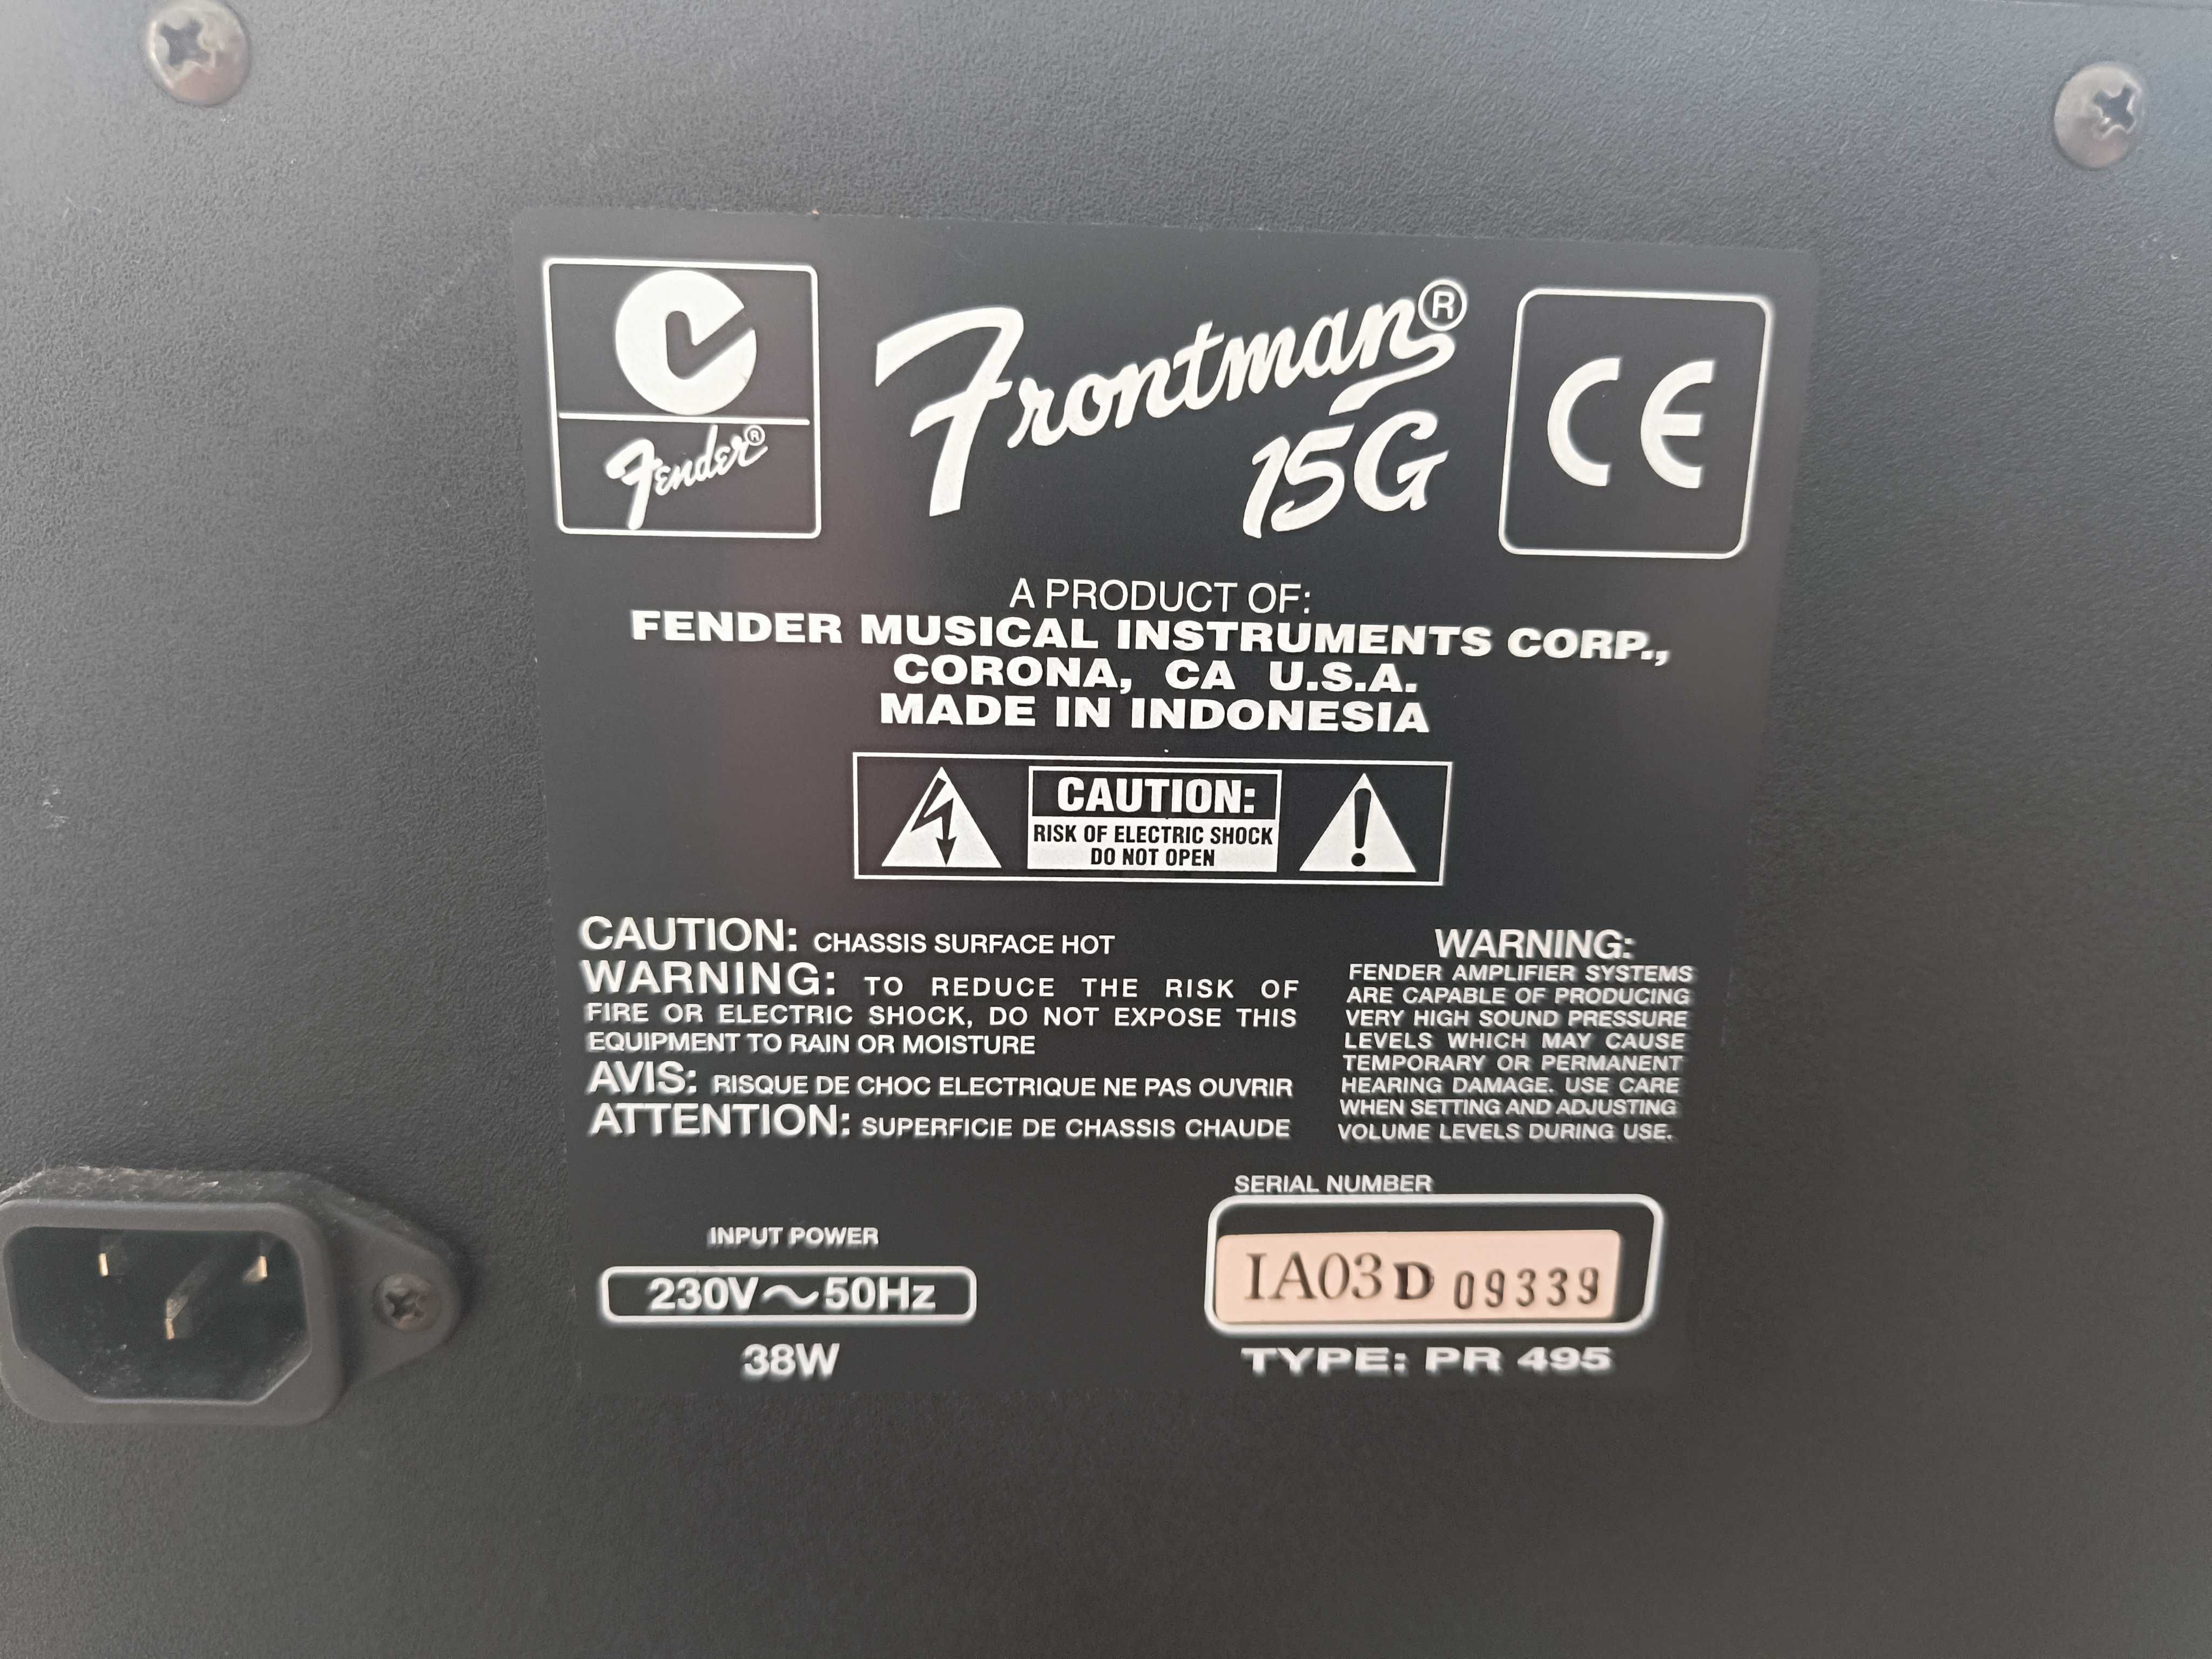 Fender®
Frontman®
15G
CE
A PRODUCT OF:
FENDER MUSICAL INSTRUMENTS CORP.,
CORONA, CA U.S.A.
MADE IN INDONESIA
CAUTION:
RISK OF ELECTRIC SHOCK
DO NOT OPEN
CAUTION: CHASSIS SURFACE HOT
WARNING: TO REDUCE THE RISK OF
FIRE OR ELECTRIC SHOCK, DO NOT EXPOSE THIS
EQUIPMENT TO RAIN OR MOISTURE
AVIS: RISQUE DE CHOC ELECTRIQUE NE PAS OUVRIR
ATTENTION: SUPERFICIE DE CHASSIS CHAUDE
WARNING:
FENDER AMPLIFIER SYSTEMS
ARE CAPABLE OF PRODUCING
VERY HIGH SOUND PRESSURE
LEVELS WHICH MAY CAUSE
TEMPORARY OR PERMANENT
HEARING DAMAGE. USE CARE
WHEN SETTING AND ADJUSTING
VOLUME LEVELS DURING USE.
INPUT POWER
230V~50Hz
38W
SERIAL NUMBER
IA03D 09339
TYPE: PR 495